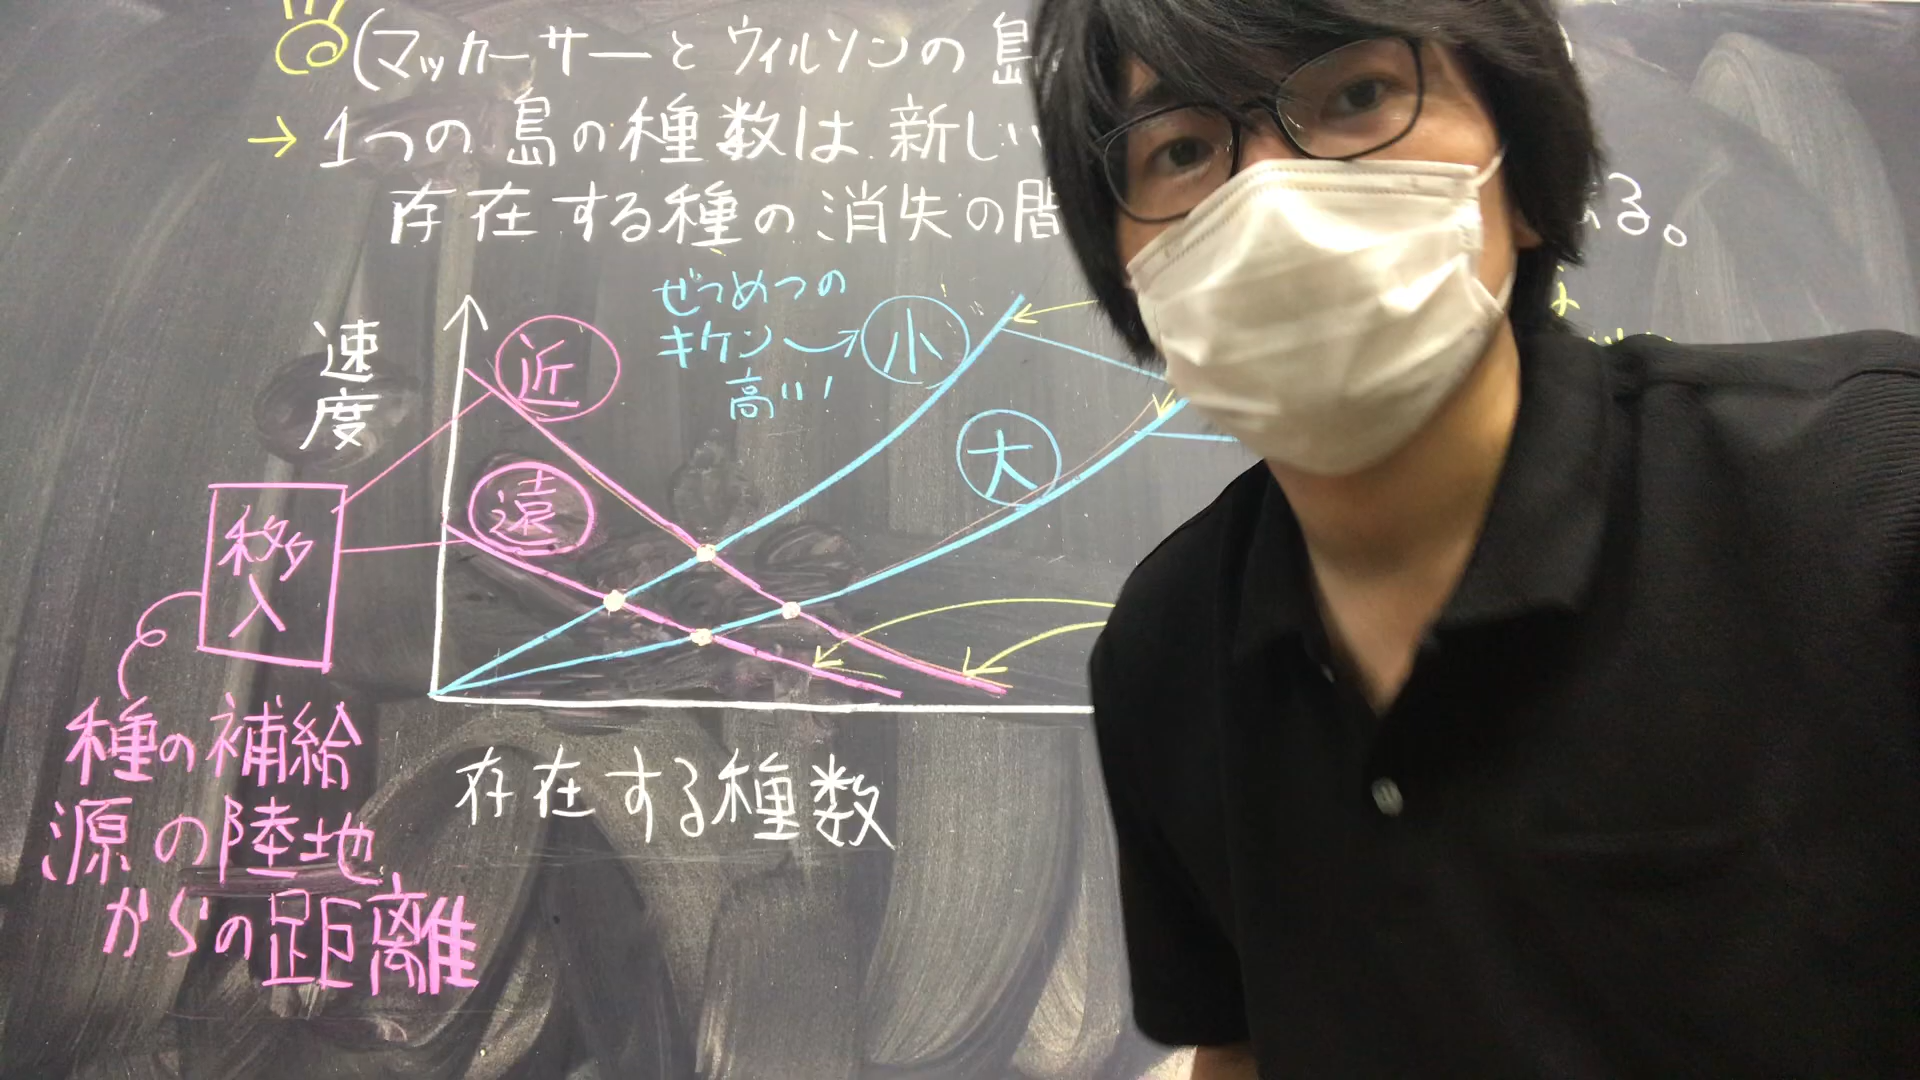 (マッカーサーとウィルソンの島
→1つの島の種数は新しい
存在する種の消失の間
る。
ぜつめつの
キケン→
高い!
小
大
速度
近
遠
移入
種の補給
源の陸地
からの距離
存在する種数